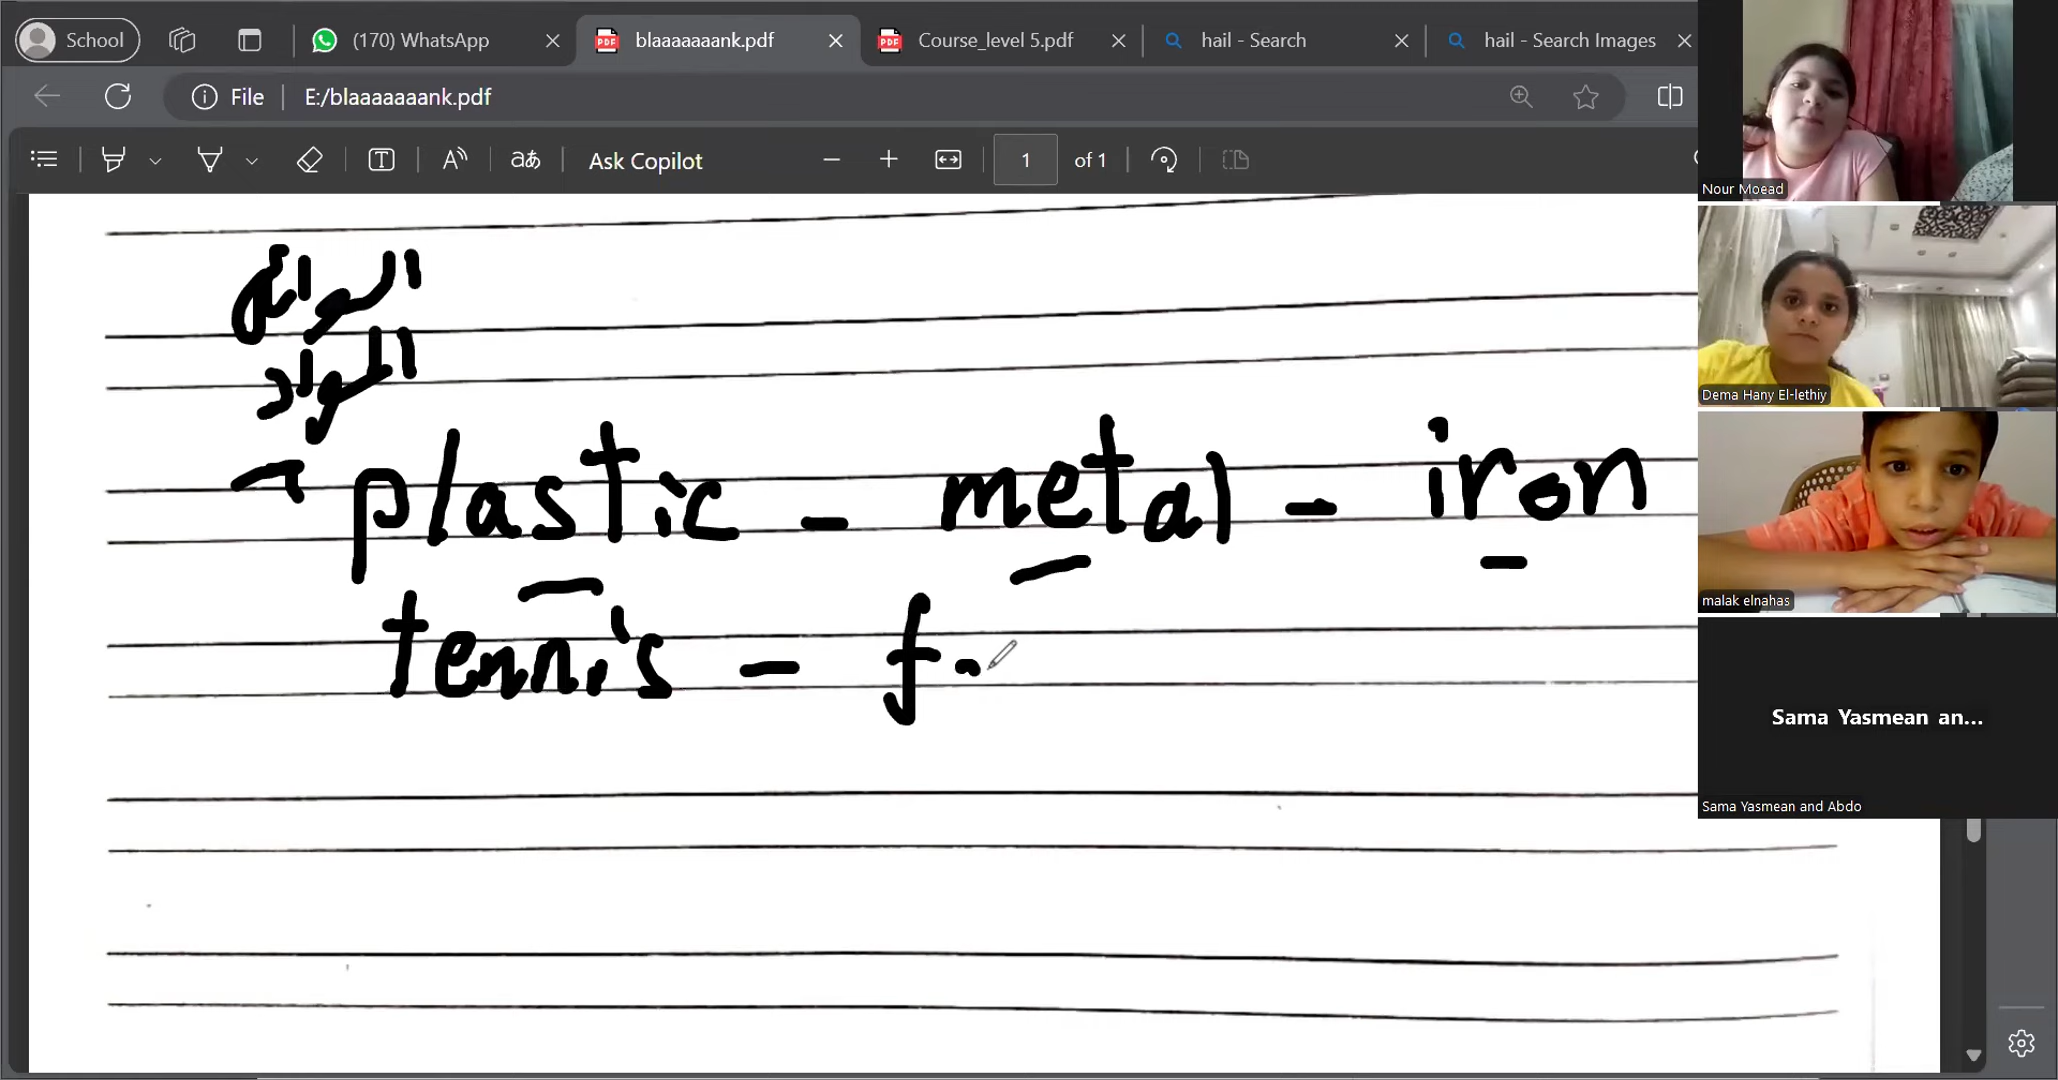 School
(170) WhatsApp
blaaaaaaank.pdf
Course_level 5.pdf
hail - Search
hail - Search Images
File
E:/blaaaaaaank.pdf
Ask Copilot
1 of 1
plastic - metal - iron
tennis - f
Nour Moead
Dema Hany El-lethiy
malak elnahas
Sama Yasmean an...
Sama Yasmean and Abdo